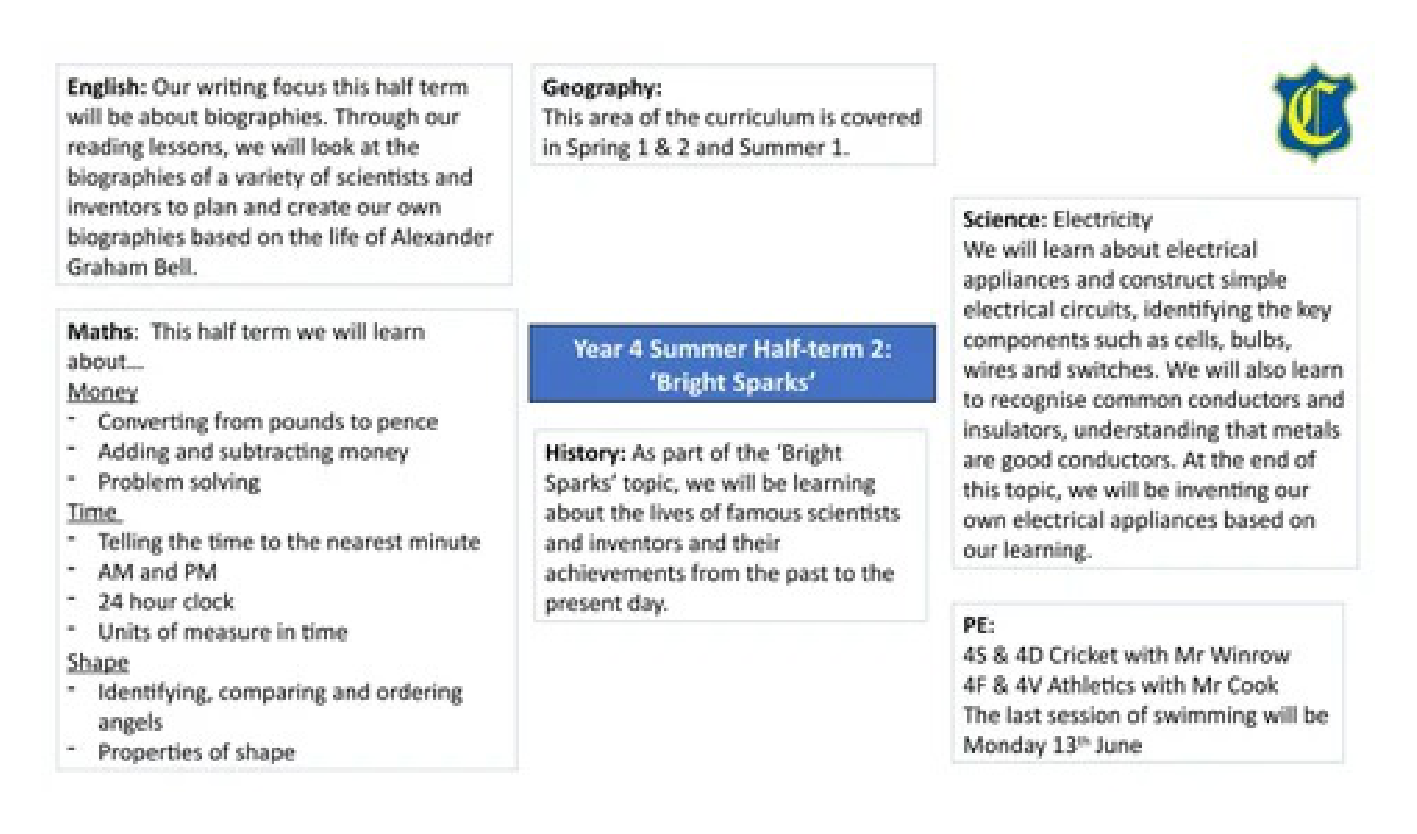 English: Our writing focus this half term
will be about biographies. Through our
reading lessons, we will look at the
biographies of a variety of scientists and
inventors to plan and create our own
biographies based on the life of Alexander
Graham Bell.
Maths:  This half term we will learn
about....
Money
- Converting from pounds to pence
- Adding and subtracting money
- Problem solving
Time
- Telling the time to the nearest minute
- AM and PM
- 24 hour clock
- Units of measure in time
Shape
- Identifying, comparing and ordering
angels
- Properties of shape
Geography:
This area of the curriculum is covered
in Spring 1 & 2 and Summer 1.
Year 4 Summer Half-term 2:
‘Bright Sparks’
History: As part of the ‘Bright
Sparks’ topic, we will be learning
about the lives of famous scientists
and inventors and their
achievements from the past to the
present day.
C
Science: Electricity
We will learn about electrical
appliances and construct simple
electrical circuits, identifying the key
components such as cells, bulbs,
wires and switches. We will also learn
to recognise common conductors and
insulators, understanding that metals
are good conductors. At the end of
this topic, we will be inventing our
own electrical appliances based on
our learning.
PE:
4S & 4D Cricket with Mr Winrow
4F & 4V Athletics with Mr Cook
The last session of swimming will be
Monday 13th June